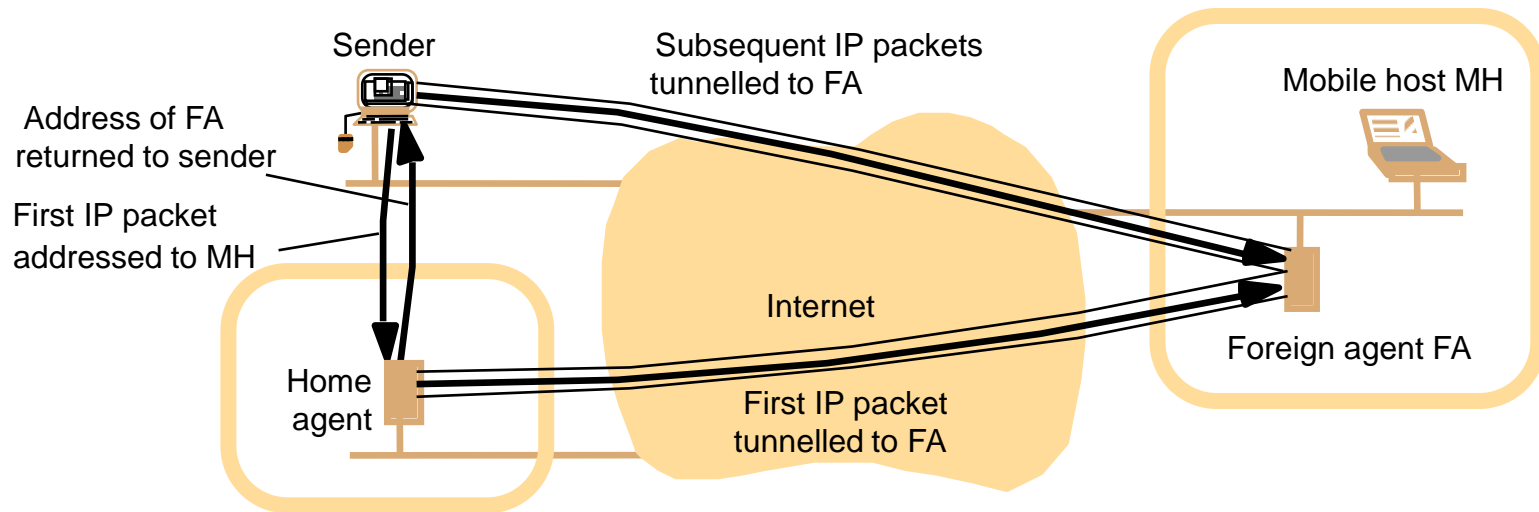 Sender
Subsequent IP packets
tunnelled to FA
Mobile host MH
Address of FA
returned to sender
First IP packet
addressed to MH
Internet
Foreign agent FA
Home
agent
First IP packet
tunnelled to FA